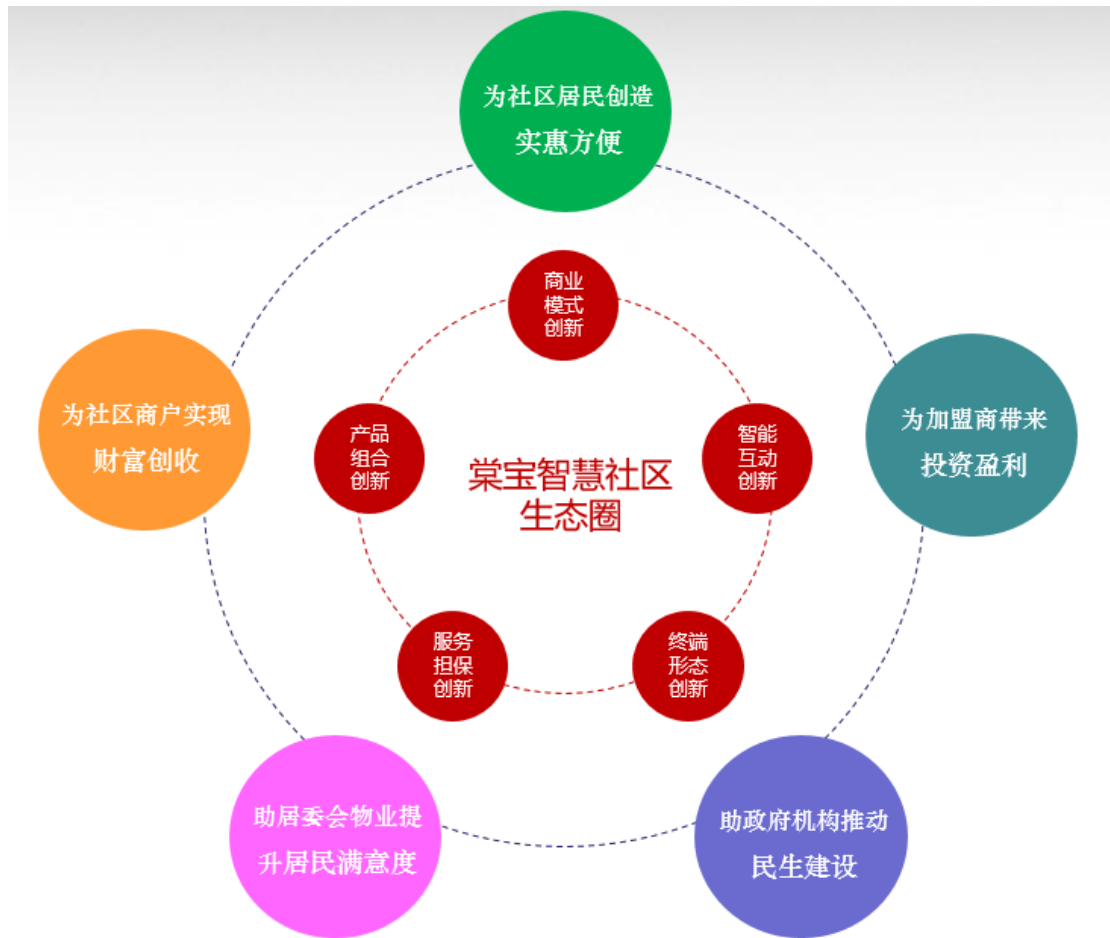 为社区居民创造
实惠方便
商业
模式
创新
为社区商户实现
财富创收
产品
组合
创新
棠宝智慧社区
生态圈
智能
互动
创新
为加盟商带来
投资盈利
服务
担保
创新
终端
形态
创新
助居委会物业提
升居民满意度
助政府机构推动
民生建设